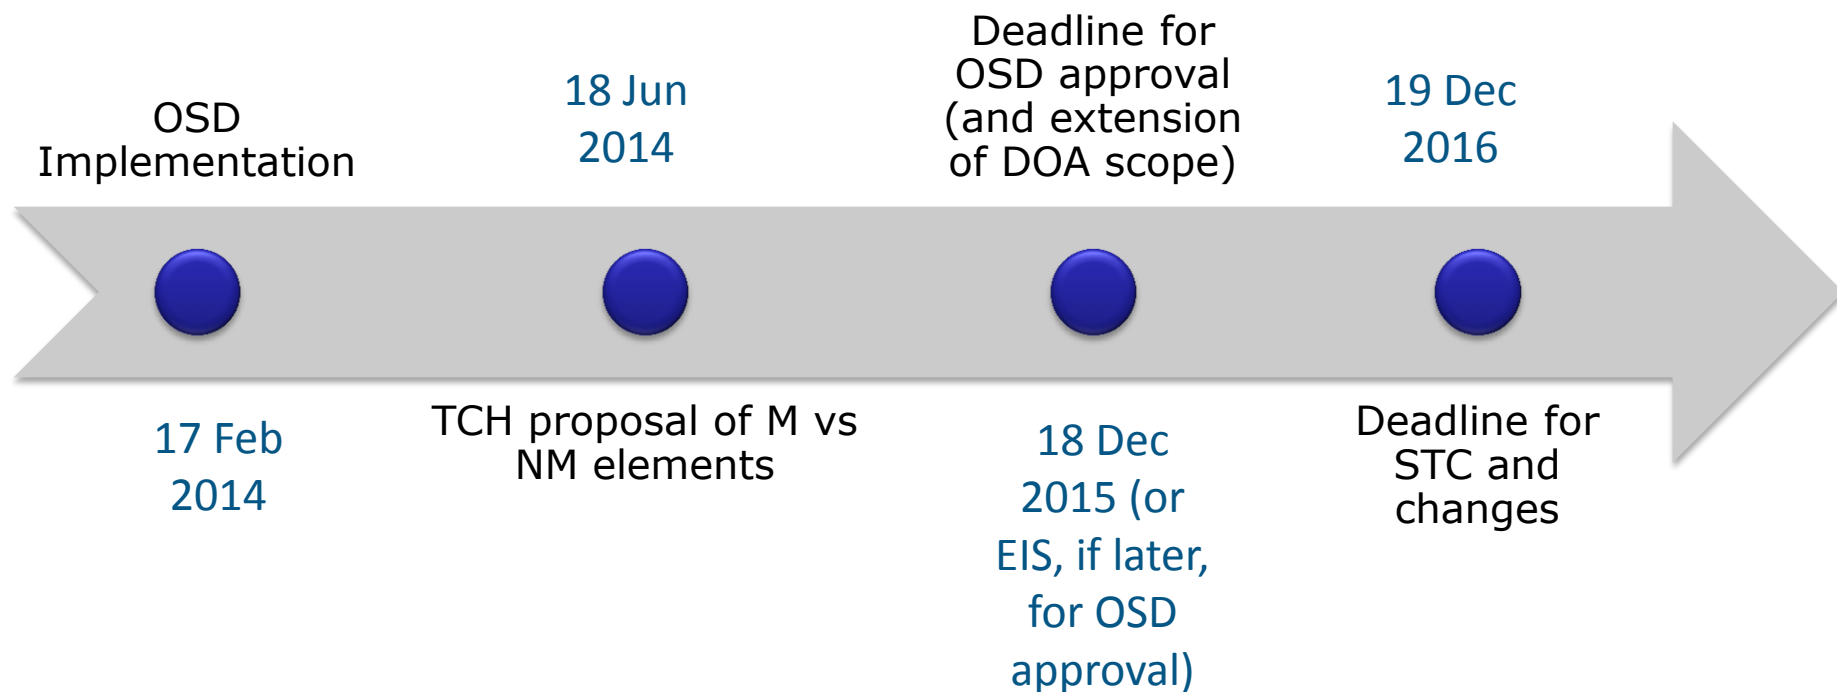 OSD
Implementation
17 Feb
2014
18 Jun
2014
TCH proposal of M vs
NM elements
Deadline for
OSD approval
(and extension
of DOA scope)
18 Dec
2015 (or
EIS, if later,
for OSD
approval)
19 Dec
2016
Deadline for
STC and
changes